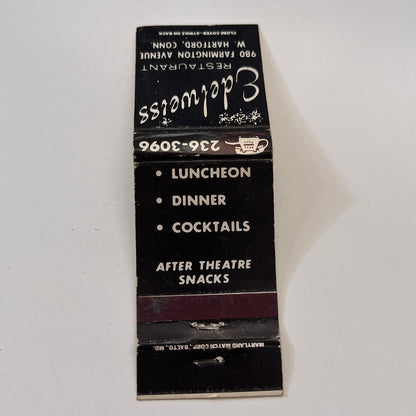 CLOSE COVER-STRIKE ON BACK
W. HARTFORD, CONN.
980 FARMINGTON AVENUE
RESTAURANT
Edelweiss
236-3096
• LUNCHEON
• DINNER
• COCKTAILS
AFTER THEATRE
SNACKS
MARYLAND MATCH CORP., BALTO., MD.